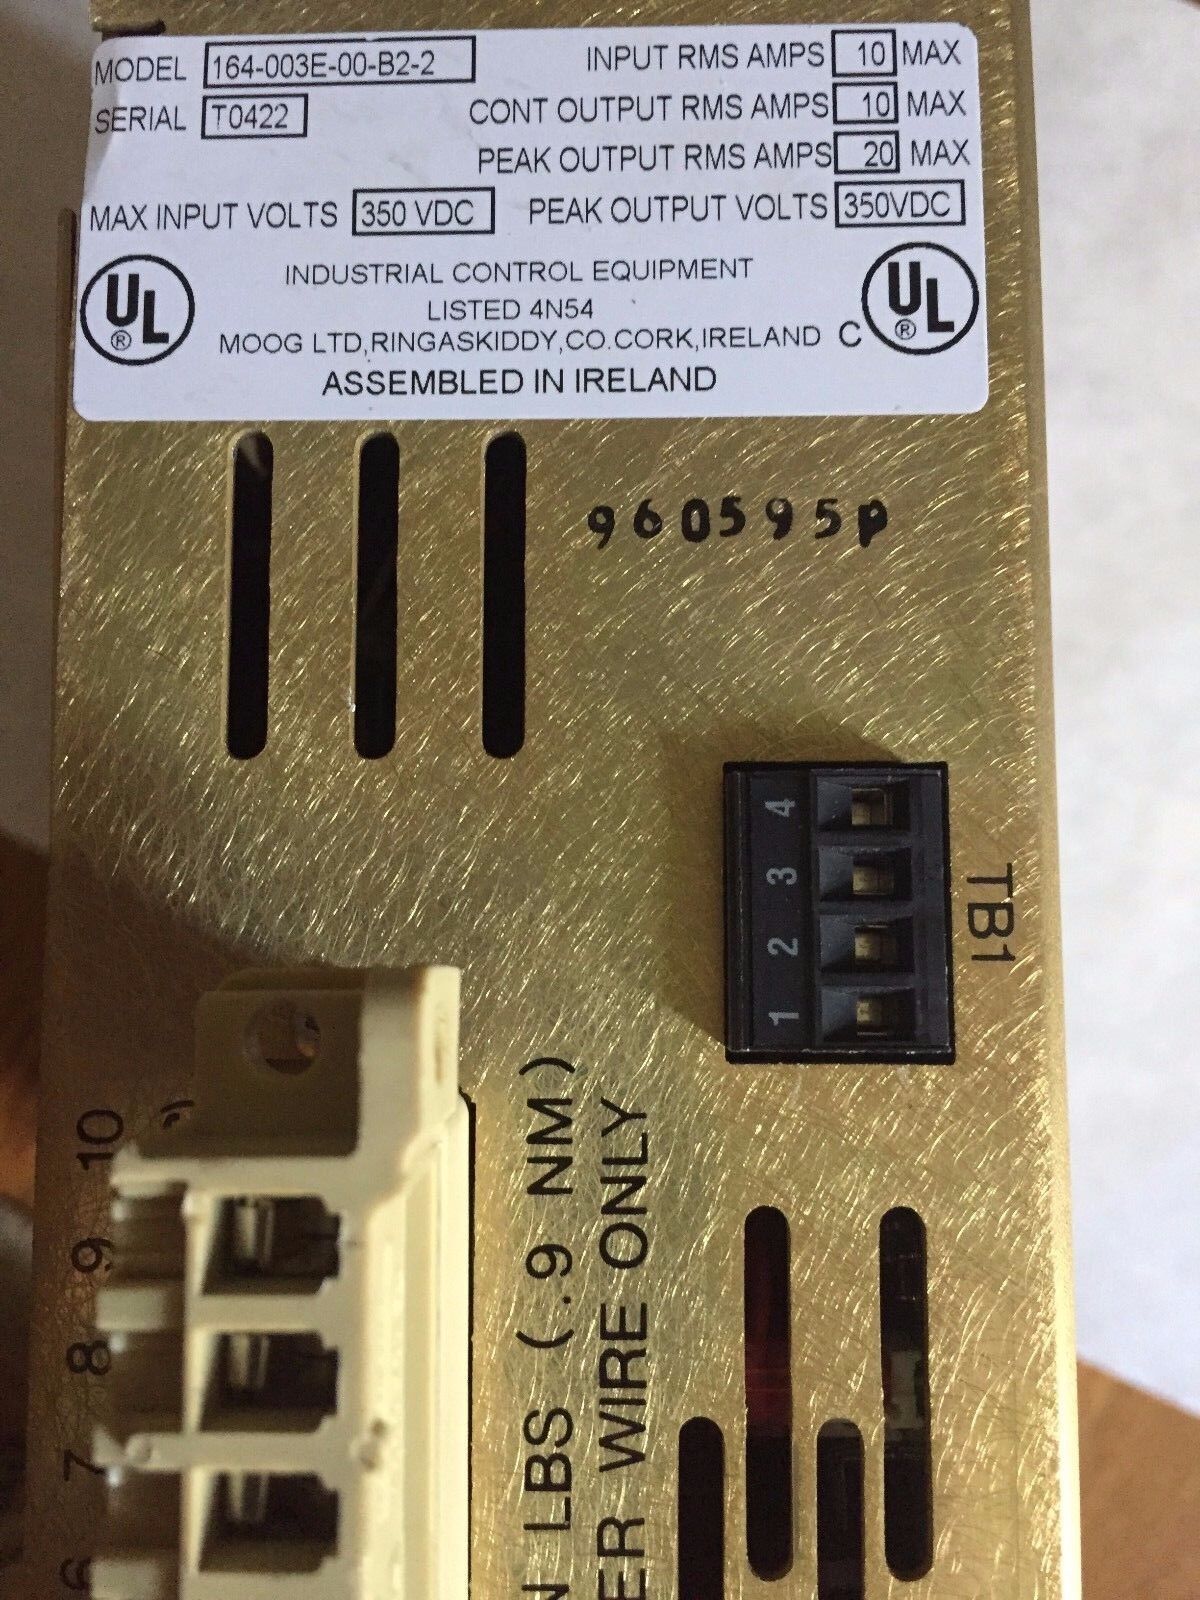 MODEL 164-003E-00-B2-2
SERIAL T0422
INPUT RMS AMPS 10 MAX
CONT OUTPUT RMS AMPS 10 MAX
PEAK OUTPUT RMS AMPS 20 MAX
MAX INPUT VOLTS 350 VDC
PEAK OUTPUT VOLTS 350VDC
UL ®
INDUSTRIAL CONTROL EQUIPMENT
LISTED 4N54
MOOG LTD,RINGASKIDDY,CO.CORK,IRELAND
ASSEMBLED IN IRELAND
C UL ®
960595P
4
3
2
1
TB1
10
9
8
7
6
LBS (.9 NM)
WIRE ONLY